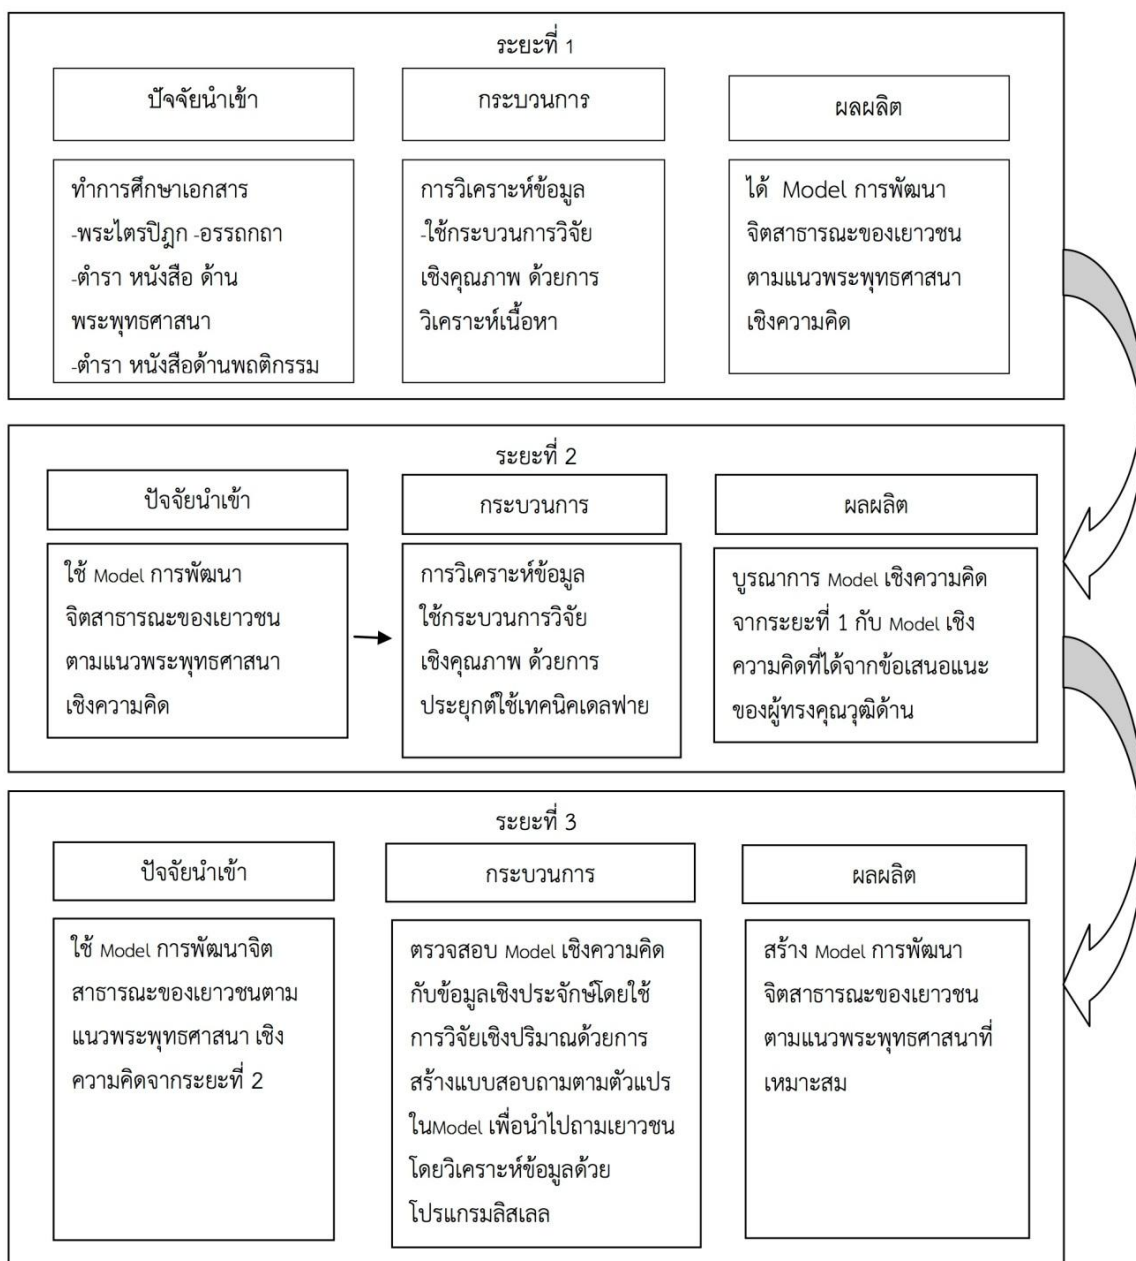 ระยะที่ 1
ปัจจัยนำเข้า
กระบวนการ
ผลผลิต
ทำการศึกษาเอกสาร
-พระไตรปิฎก -อรรถกถา
-ตำรา หนังสือ ด้าน
พระพุทธศาสนา
-ตำรา หนังสือด้านพถติกรรม
การวิเคราะห์ข้อมูล
-ใช้กระบวนการวิจัย
เชิงคุณภาพ ด้วยการ
วิเคราะห์เนื้อหา
ได้ Model การพัฒนา
จิตสาธารณะของเยาวชน
ตามแนวพระพุทธศาสนา
เชิงความคิด
ระยะที่ 2
ปัจจัยนำเข้า
กระบวนการ
ผลผลิต
ใช้ Model การพัฒนา
จิตสาธารณะของเยาวชน
ตามแนวพระพุทธศาสนา
เชิงความคิด
การวิเคราะห์ข้อมูล
ใช้กระบวนการวิจัย
เชิงคุณภาพ ด้วยการ
ประยุกต์ใช้เทคนิคเดลฟาย
บูรณาการ Model เชิงความคิด
จากระยะที่ 1 กับ Model เชิง
ความคิดที่ได้จากข้อเสนอแนะ
ของผู้ทรงคุณวุฒิด้าน
ระยะที่ 3
ปัจจัยนำเข้า
กระบวนการ
ผลผลิต
ใช้ Model การพัฒนาจิต
สาธารณะของเยาวชนตาม
แนวพระพุทธศาสนา เชิง
ความคิดจากระยะที่ 2
ตรวจสอบ Model เชิงความคิด
กับข้อมูลเชิงประจักษ์โดยใช้
การวิจัยเชิงปริมาณด้วยการ
สร้างแบบสอบถามตามตัวแปร
ในModel เพื่อนำไปถามเยาวชน
โดยวิเคราะห์ข้อมูลด้วย
โปรแกรมลิสเลล
สร้าง Model การพัฒนา
จิตสาธารณะของเยาวชน
ตามแนวพระพุทธศาสนาที่
เหมาะสม